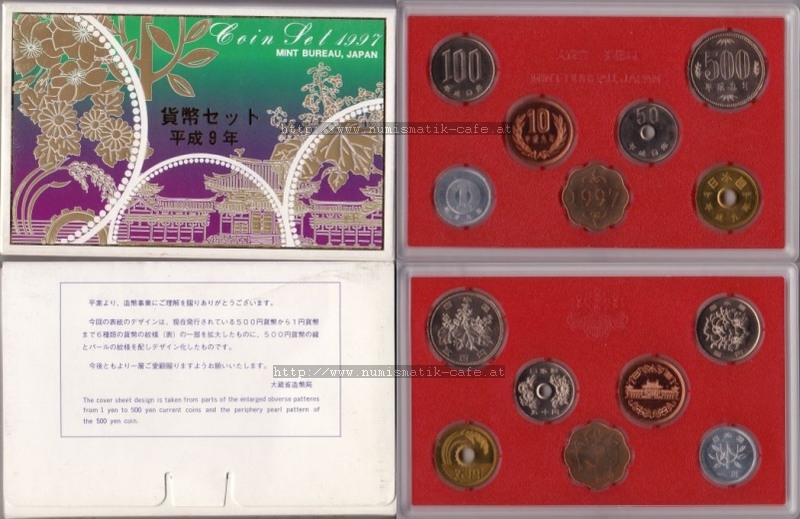 Coin Set 1997
MINT BUREAU, JAPAN
貨幣セット
平成9年
http://www.numismatik-cafe.at
100
500
10
50
1
1997
日本国
平素より、造幣事業にご理解を賜りありがとうございます。
今回の表紙のデザインは、現在発行されている500円貨幣から1円貨幣
まで6種類の貨幣の紋様（表）の一部を拡大したものに、500円貨幣の縁
とパールの紋様を配しデザイン化したものです。
今後ともより一層ご愛顧賜りますようお願いいたします。
大蔵省造幣局
The cover sheet design is taken from parts of the enlarged obverse patteres
from 1 yen to 500 yen current coins and the periphery pearl pattern of
the 500 yen coin.
http://www.numismatik-cafe.at